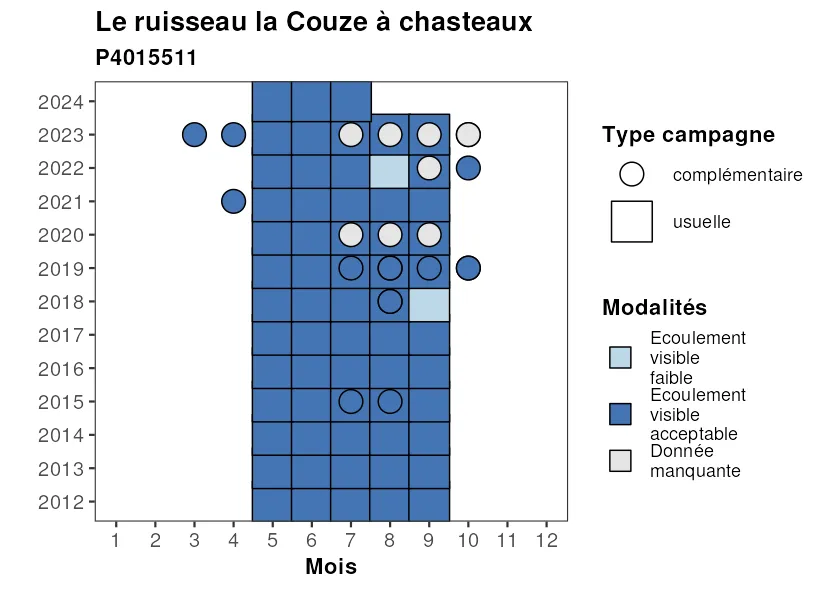 Le ruisseau la Couze à chasteaux
P4015511
2024
2023
2022
2021
2020
2019
2018
2017
2016
2015
2014
2013
2012
1 2 3 4 5 6 7 8 9 10 11 12
Mois
Type campagne
complémentaire
usuelle
Modalités
Ecoulement
visible
faible
Ecoulement
visible
acceptable
Donnée
manquante